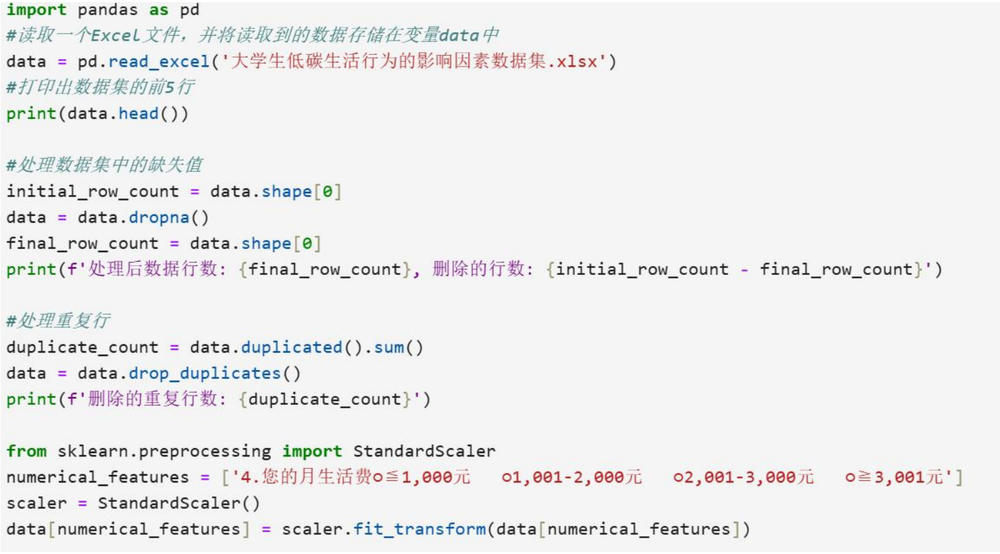 import pandas as pd
#读取一个Excel文件，并将读取到的数据存储在变量data中
data = pd.read_excel('大学生低碳生活行为的影响因素数据集.xlsx')
#打印出数据集的前5行
print(data.head())
#处理数据集中的缺失值
initial_row_count = data.shape[0]
data = data.dropna()
final_row_count = data.shape[0]
print(f'处理后数据行数: {final_row_count}, 删除的行数: {initial_row_count - final_row_count}')
#处理重复行
duplicate_count = data.duplicated().sum()
data = data.drop_duplicates()
print(f'删除的重复行数: {duplicate_count}')
from sklearn.preprocessing import StandardScaler
numerical_features = ['4.您的月生活费○≦1,000元   ○1,001-2,000元   ○2,001-3,000元   ○≧3,001元']
scaler = StandardScaler()
data[numerical_features] = scaler.fit_transform(data[numerical_features])